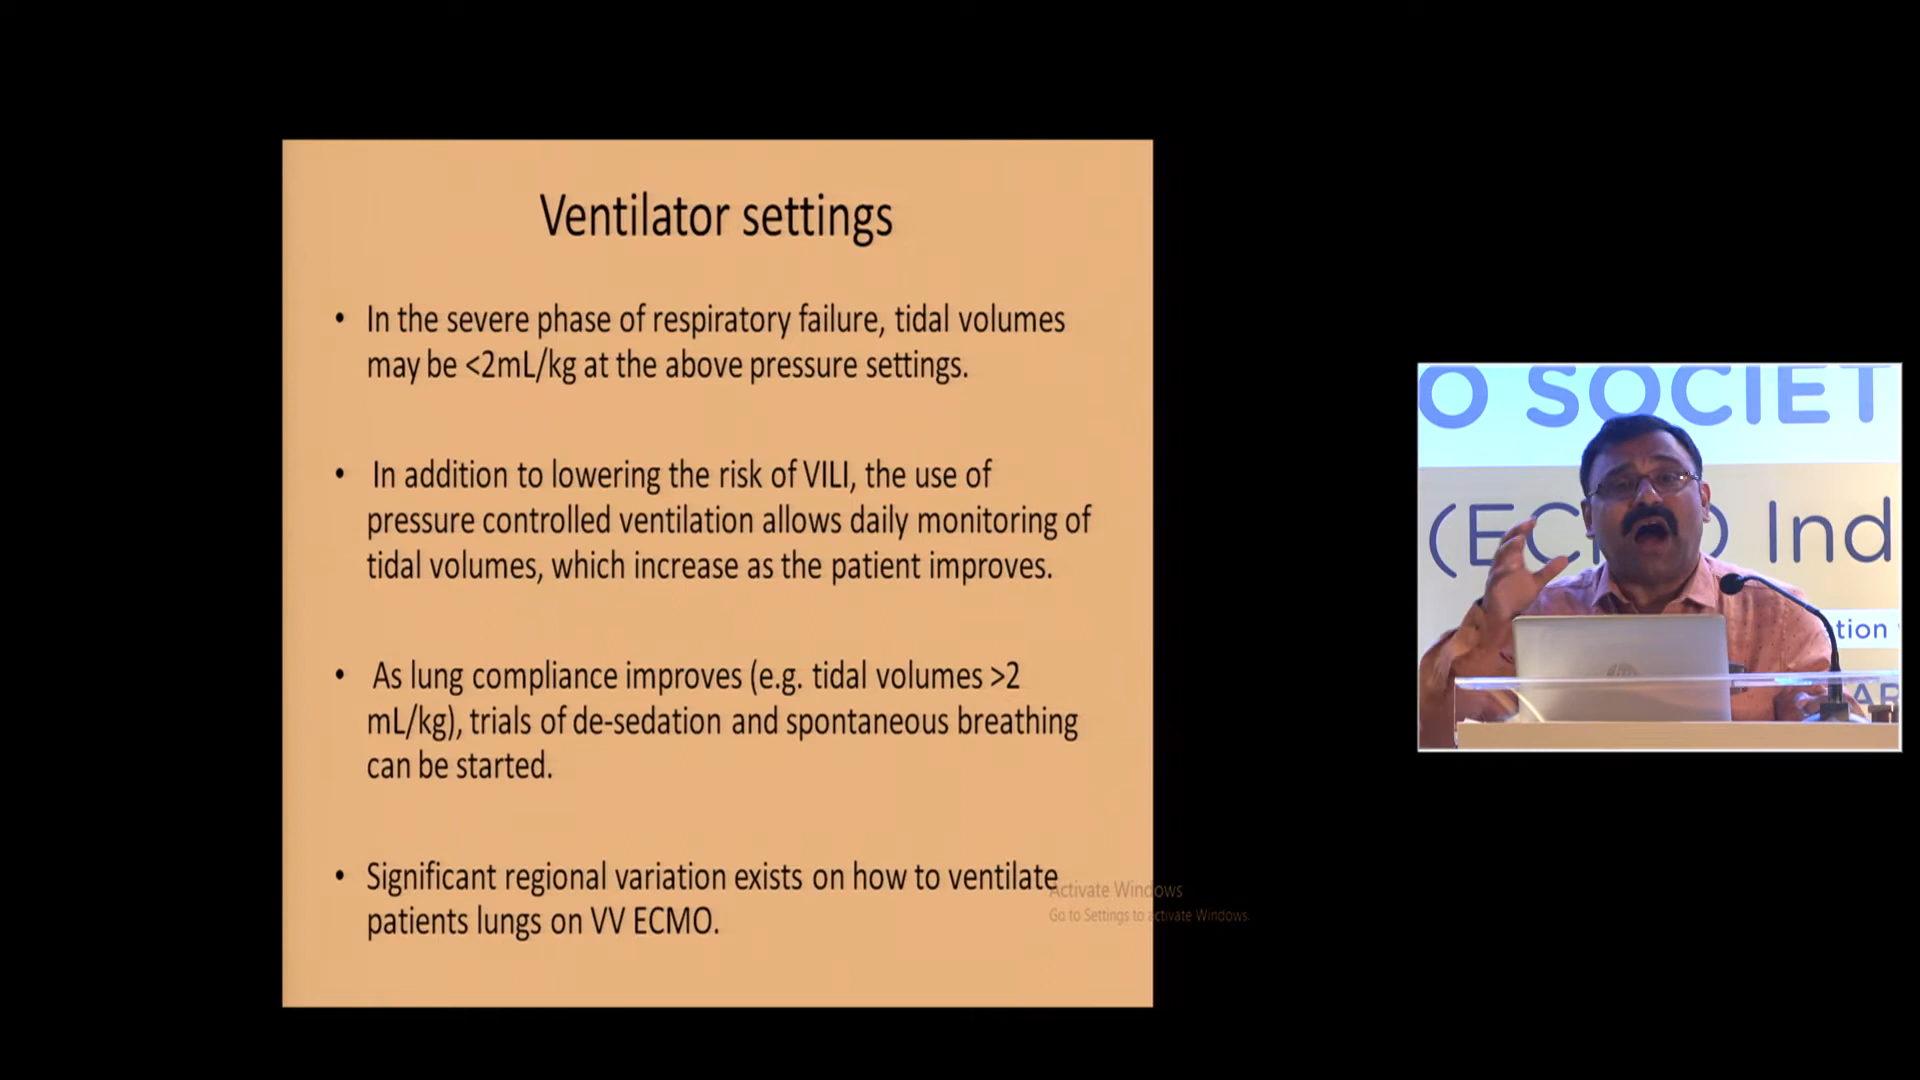 Ventilator settings
• In the severe phase of respiratory failure, tidal volumes
may be <2mL/kg at the above pressure settings.
• In addition to lowering the risk of VILI, the use of
pressure controlled ventilation allows daily monitoring of
tidal volumes, which increase as the patient improves.
• As lung compliance improves (e.g. tidal volumes >2
mL/kg), trials of de-sedation and spontaneous breathing
can be started.
• Significant regional variation exists on how to ventilate
patients lungs on VV ECMO.
Activate Windows
Go to Settings to activate Windows.
O SOCIET
Ind
tion